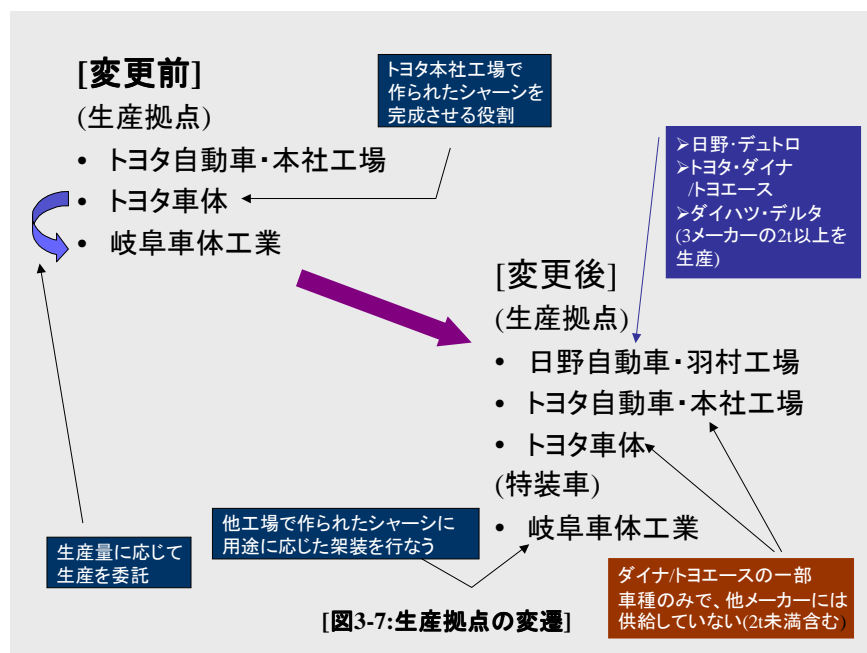 [変更前]
(生産拠点)
• トヨタ自動車・本社工場
• トヨタ車体
• 岐阜車体工業
トヨタ本社工場で
作られたシャーシを
完成させる役割
➢日野・デュトロ
➢トヨタ・ダイナ
/トヨエース
➢ダイハツ・デルタ
(3メーカーの2t以上を
生産)
[変更後]
(生産拠点)
• 日野自動車・羽村工場
• トヨタ自動車・本社工場
• トヨタ車体
(特装車)
• 岐阜車体工業
他工場で作られたシャーシに
用途に応じた架装を行なう
生産量に応じて
生産を委託
ダイナ/トヨエースの一部
車種のみで、他メーカーには
供給していない(2t未満含む)
[図3-7:生産拠点の変遷]